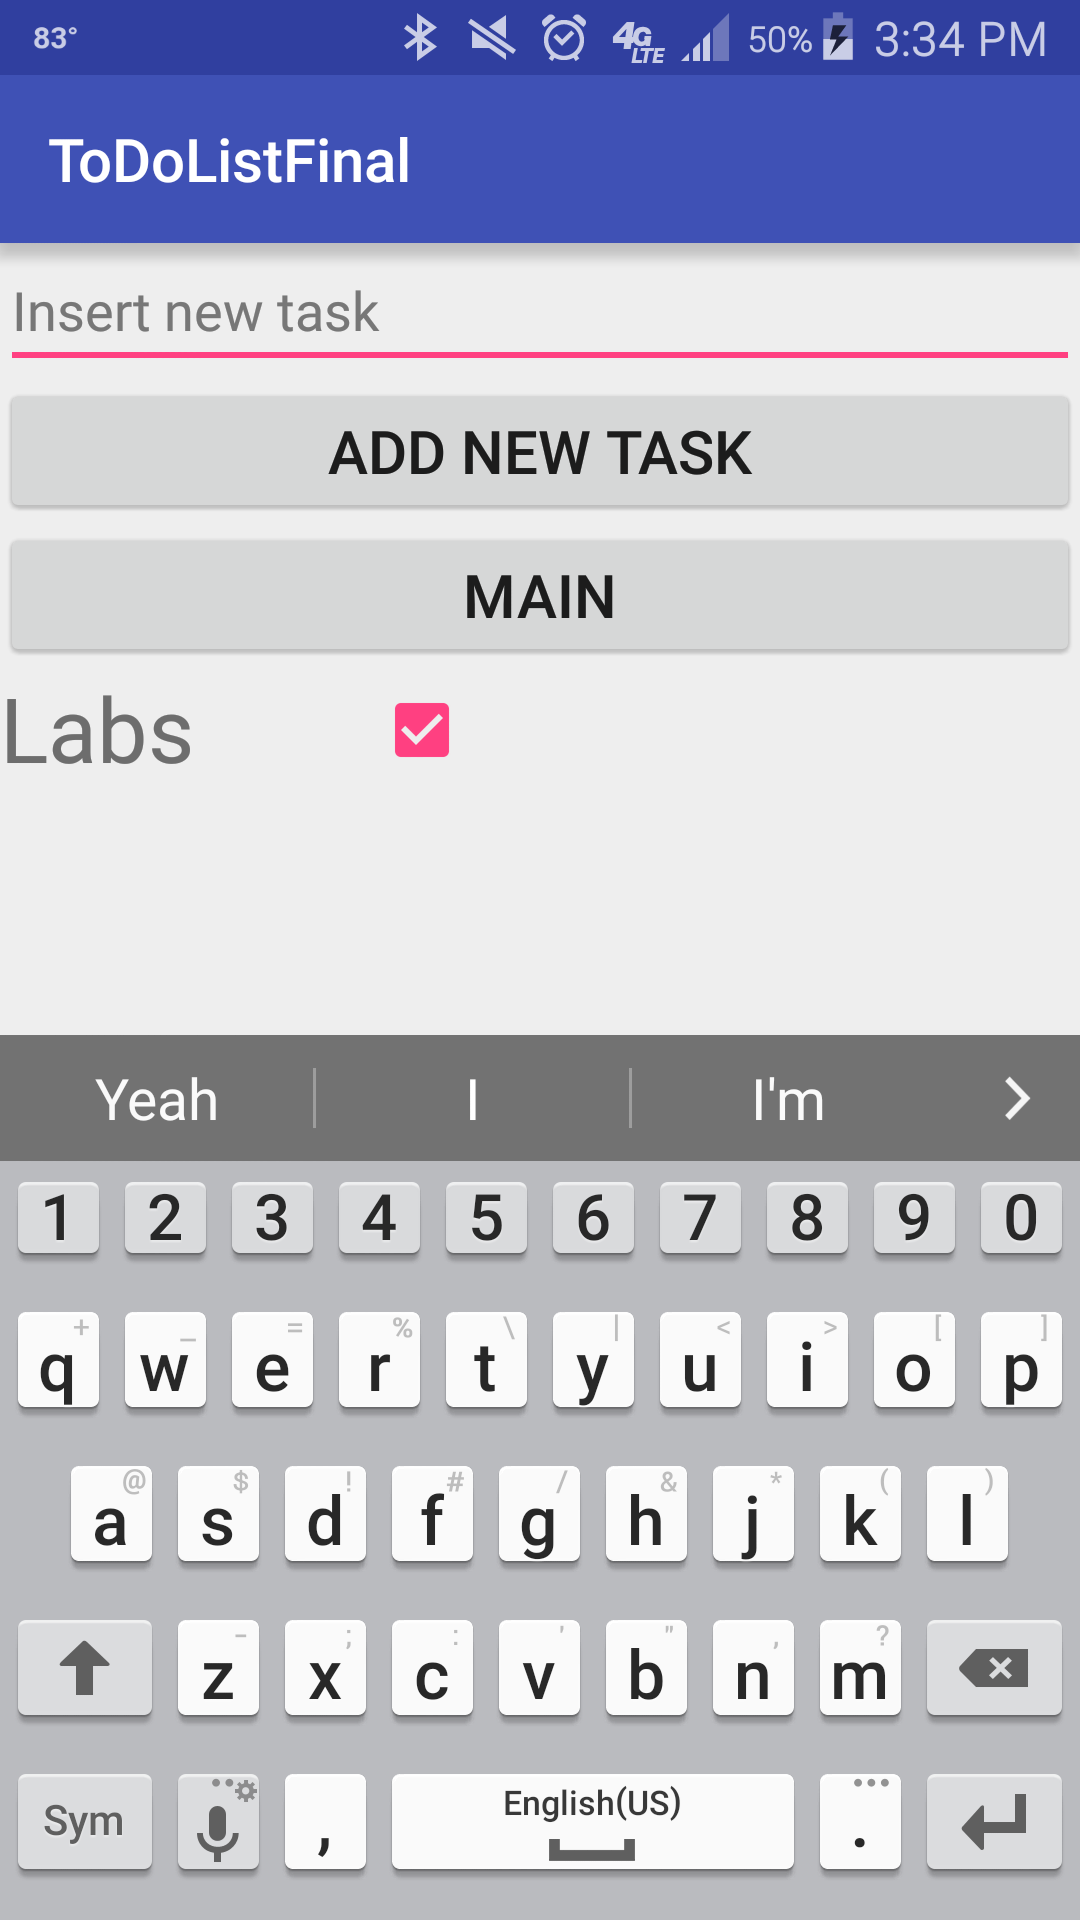 83° 4G LTE 50% 3:34 PM
ToDoListFinal
Insert new task
ADD NEW TASK
MAIN
Labs
Yeah I I'm
1 2 3 4 5 6 7 8 9 0
+ _ = % \ | < > [ ]
q w e r t y u i o p
@ $ ! # / & * ( )
a s d f g h j k l
- ; : ' " , ?
z x c v b n m
Sym , English(US) .